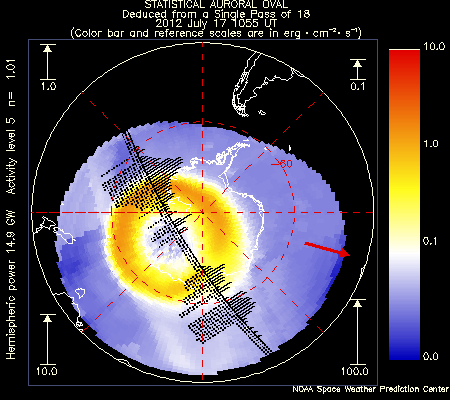 STATISTICAL AURORAL OVAL
Deduced from a Single Pass of 18
2012 July 17 1055 UT
(Color bar and reference scales are in erg·cm⁻²·s⁻¹)
1.0
0.1
10.0
100.0
-60
10.0
1.0
0.1
0.0
Hemispheric power 14.9 GW Activity level 5 n= 1.01
NOAA Space Weather Prediction Center